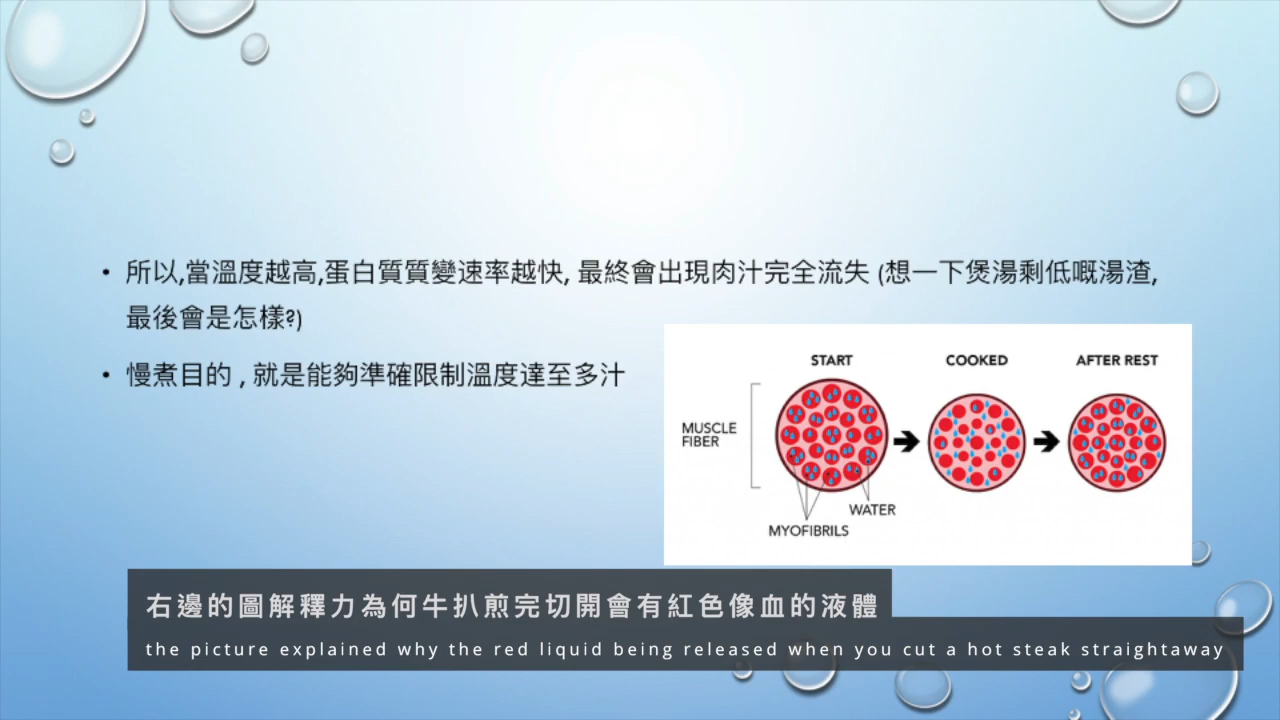 • 所以,當溫度越高,蛋白質質變速率越快, 最終會出現肉汁完全流失 (想一下煲湯剩低嘅湯渣,
最後會是怎樣?)
• 慢煮目的 , 就是能夠準確限制溫度達至多汁
START
COOKED
AFTER REST
MUSCLE
FIBER
WATER
MYOFIBRILS
右邊的圖解釋力為何牛扒煎完切開會有紅色像血的液體
the picture explained why the red liquid being released when you cut a hot steak straightaway